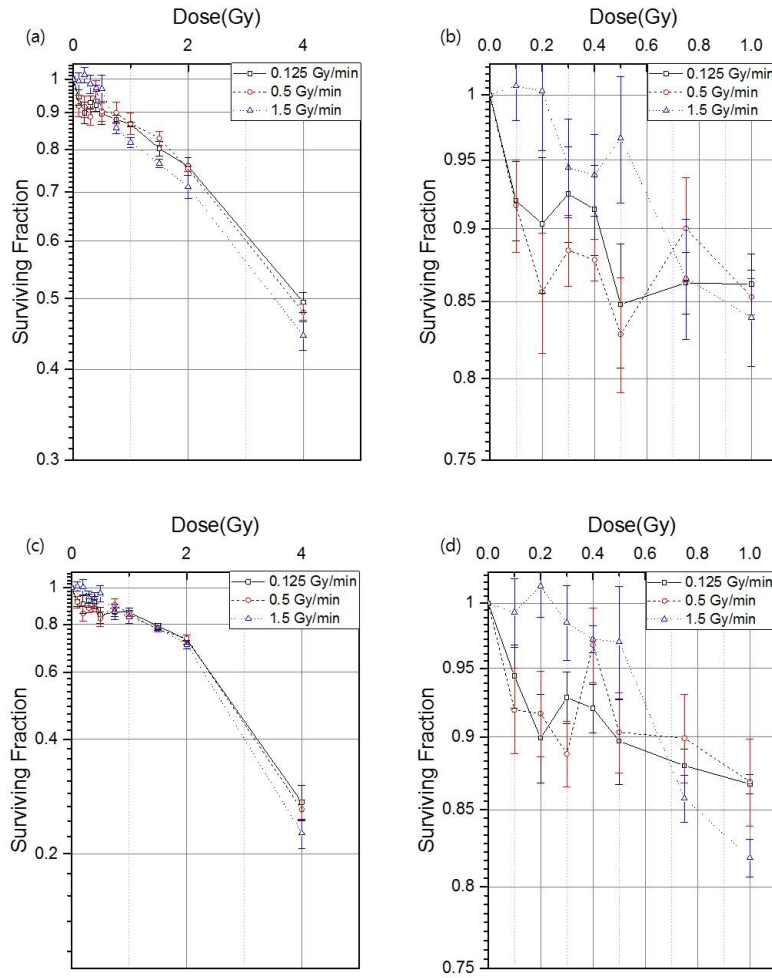 Dose(Gy)
(a)
0 2 4
1
0.9
0.8
0.7
0.6
0.5
0.4
0.3
Surviving Fraction
0.125 Gy/min
0.5 Gy/min
1.5 Gy/min
Dose(Gy)
(b)
0.0 0.2 0.4 0.6 0.8 1.0
1
0.95
0.9
0.85
0.8
0.75
Surviving Fraction
0.125 Gy/min
0.5 Gy/min
1.5 Gy/min
Dose(Gy)
(c)
0 2 4
1
0.8
0.6
0.4
0.2
Surviving Fraction
0.125 Gy/min
0.5 Gy/min
1.5 Gy/min
Dose(Gy)
(d)
0.0 0.2 0.4 0.6 0.8 1.0
1
0.95
0.9
0.85
0.8
0.75
Surviving Fraction
0.125 Gy/min
0.5 Gy/min
1.5 Gy/min